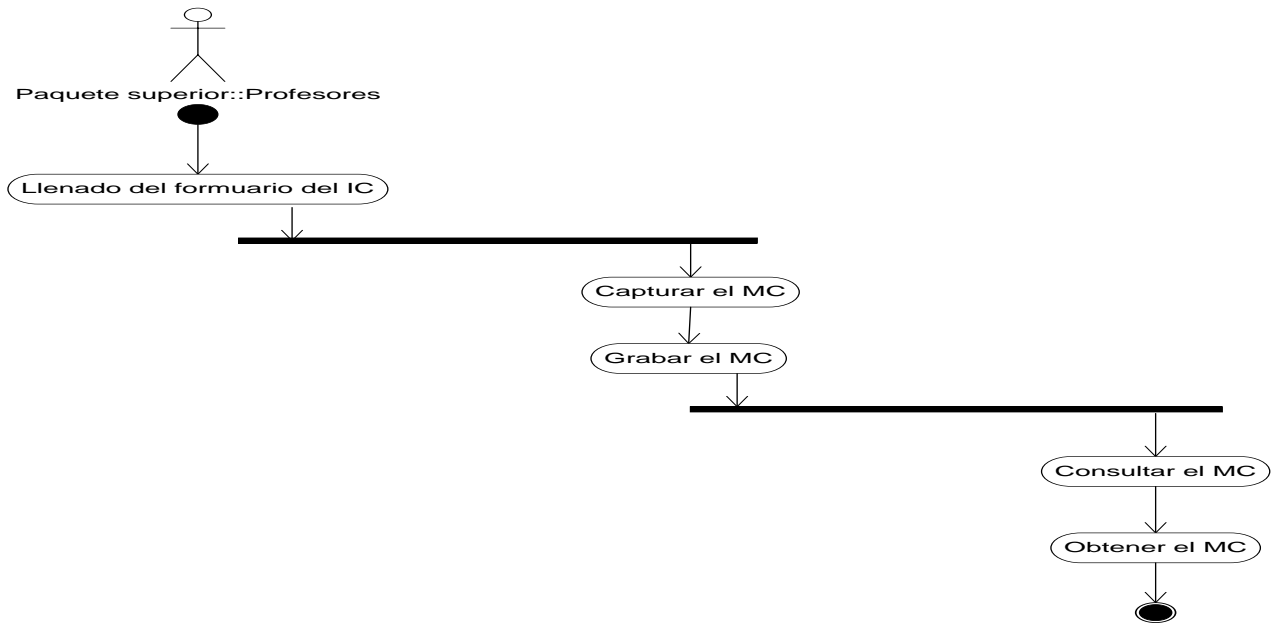 Paquete superior::Profesores
Llenado del formuario del IC
Capturar el MC
Grabar el MC
Consultar el MC
Obtener el MC